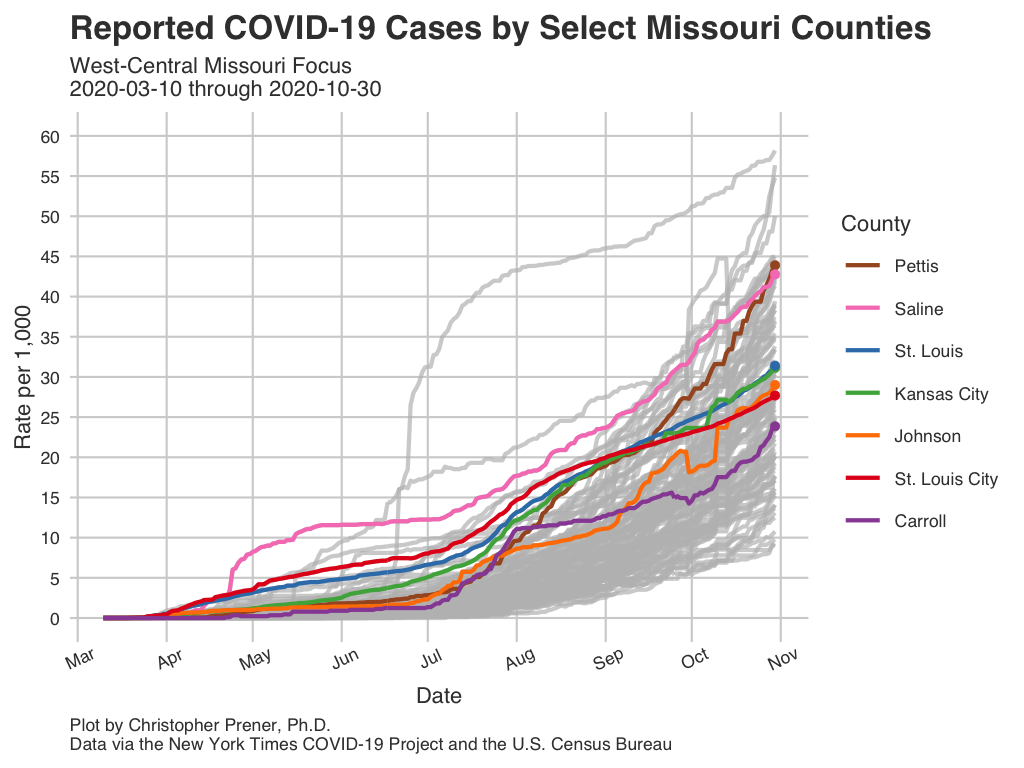 Reported COVID-19 Cases by Select Missouri Counties
West-Central Missouri Focus
2020-03-10 through 2020-10-30
60
55
50
45
40
35
30
25
20
15
10
5
0
Rate per 1,000
Mar Apr May Jun Jul Aug Sep Oct Nov
Date
County
Pettis
Saline
St. Louis
Kansas City
Johnson
St. Louis City
Carroll
Plot by Christopher Prener, Ph.D.
Data via the New York Times COVID-19 Project and the U.S. Census Bureau